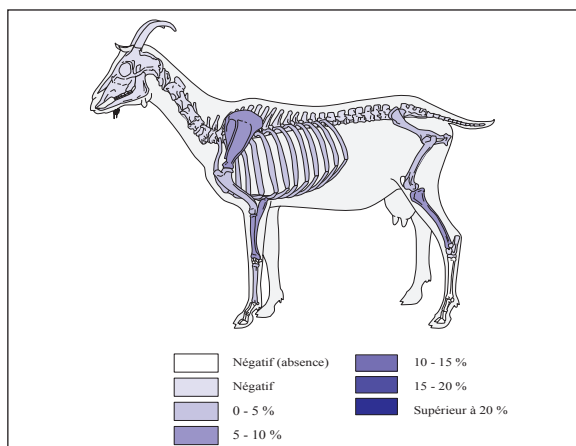 Négatif (absence)
Négatif
0 - 5 %
5 - 10 %
10 - 15 %
15 - 20 %
Supérieur à 20 %